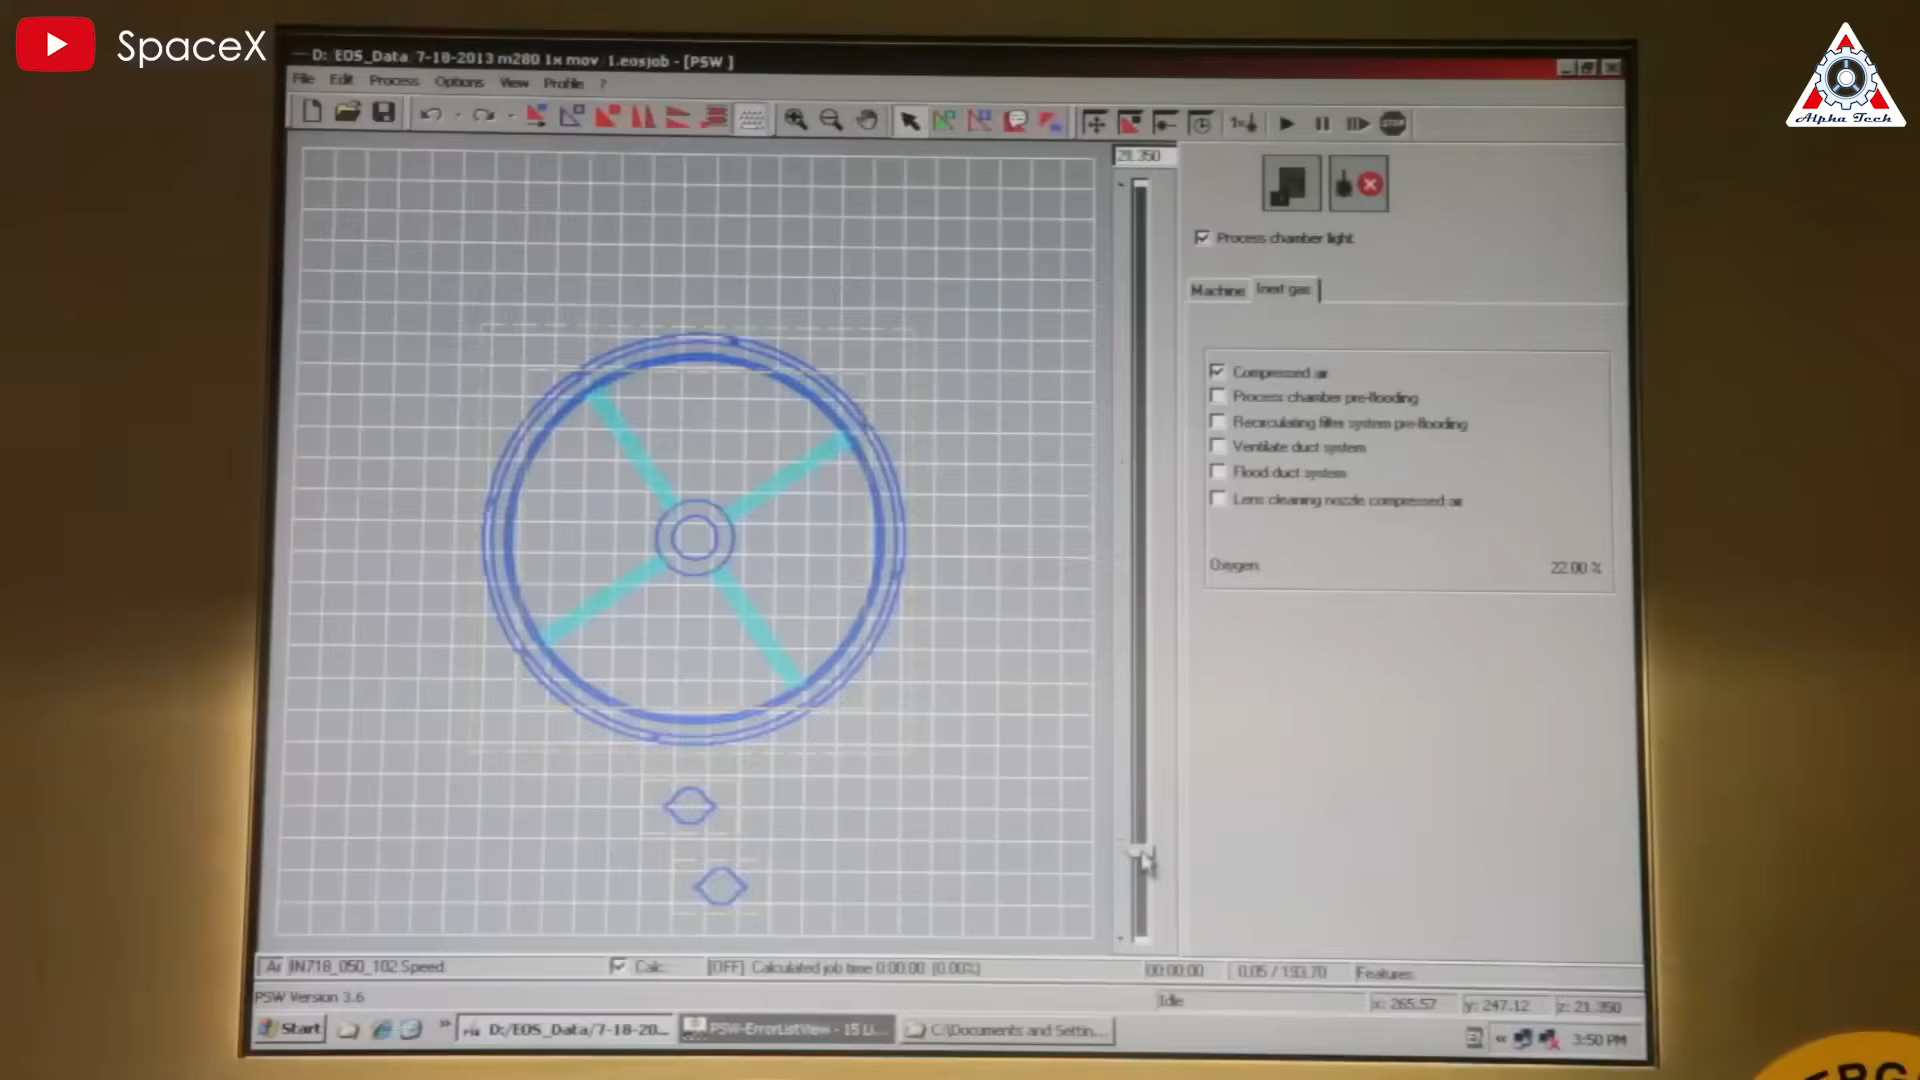 SpaceX
Alpha Tech
D: EOS_Data 7-18-2013 m280 1x mov 1.eosjob - [PSW ]
File Edit Process Options View Profile ?
21.350
STOP
Process chamber light
Machine Inert gas
Compressed air
Process chamber pre-flooding
Recirculating filter system pre-flooding
Ventilate duct system
Flood duct system
Lens cleaning nozzle compressed air
Oxygen 22.00 %
Ar IN718_050_102 Speed Calc. [OFF] Calculated job time 0:00:00 (0.00%) 00:00:00 0.05 / 193.70 Features:
PSW Version 3.6 Idle x: 265.57 y: 247.12 z: 21.350
Start D:/EOS_Data/7-18-20... PSW-ErrorListView - 15 Li... C:\Documents and Settin... 3:50 PM